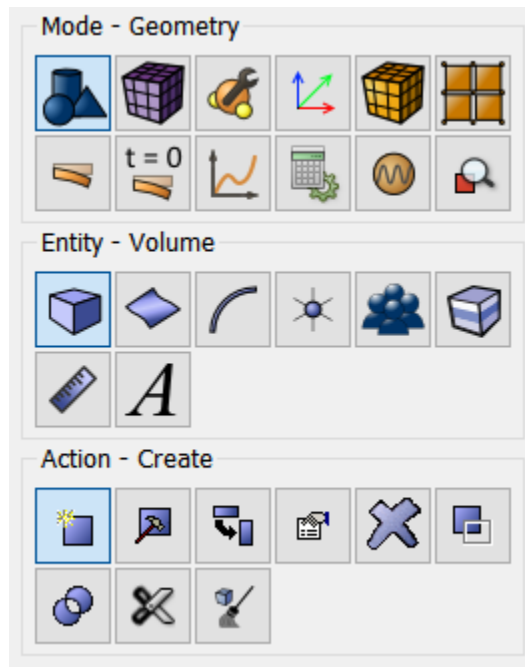 Mode - Geometry
t = 0
Entity - Volume
A
Action - Create